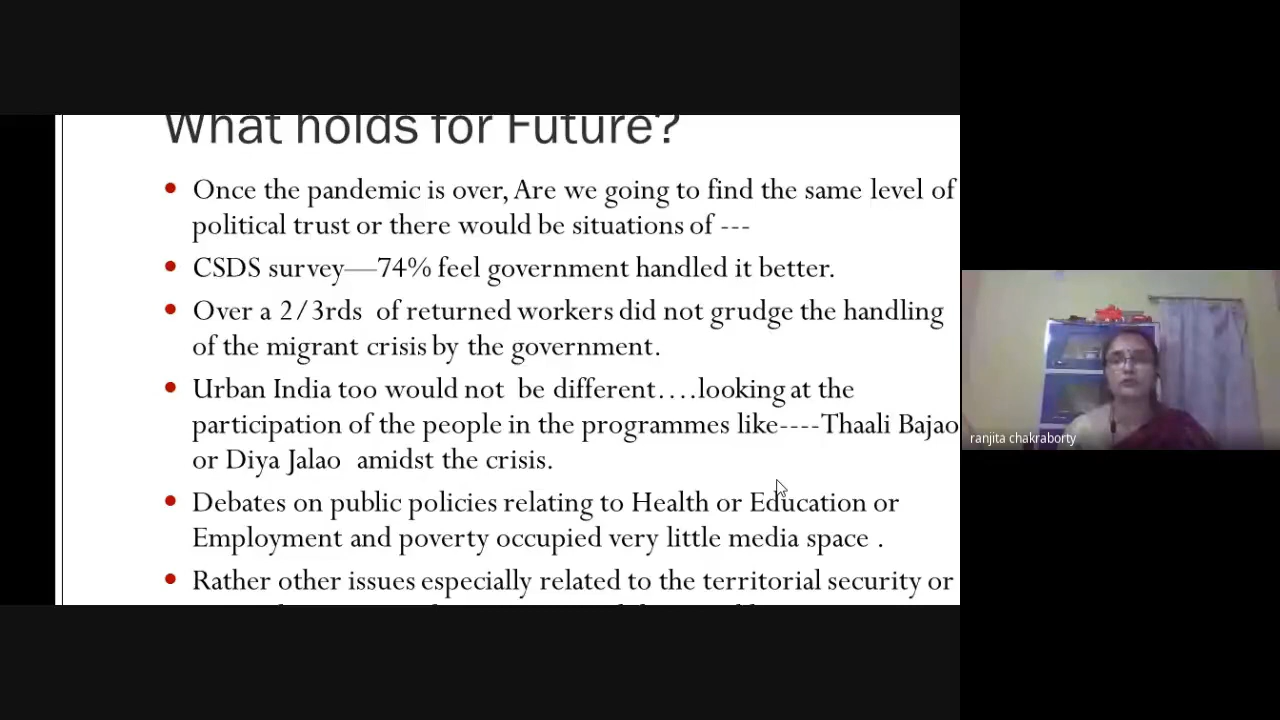 What holds for Future?
Once the pandemic is over, Are we going to find the same level of
political trust or there would be situations of ---
CSDS survey—74% feel government handled it better.
Over a 2/3rds of returned workers did not grudge the handling
of the migrant crisis by the government.
Urban India too would not be different….looking at the
participation of the people in the programmes like----Thaali Bajao
or Diya Jalao amidst the crisis.
Debates on public policies relating to Health or Education or
Employment and poverty occupied very little media space .
Rather other issues especially related to the territorial security or
ranjita chakraborty